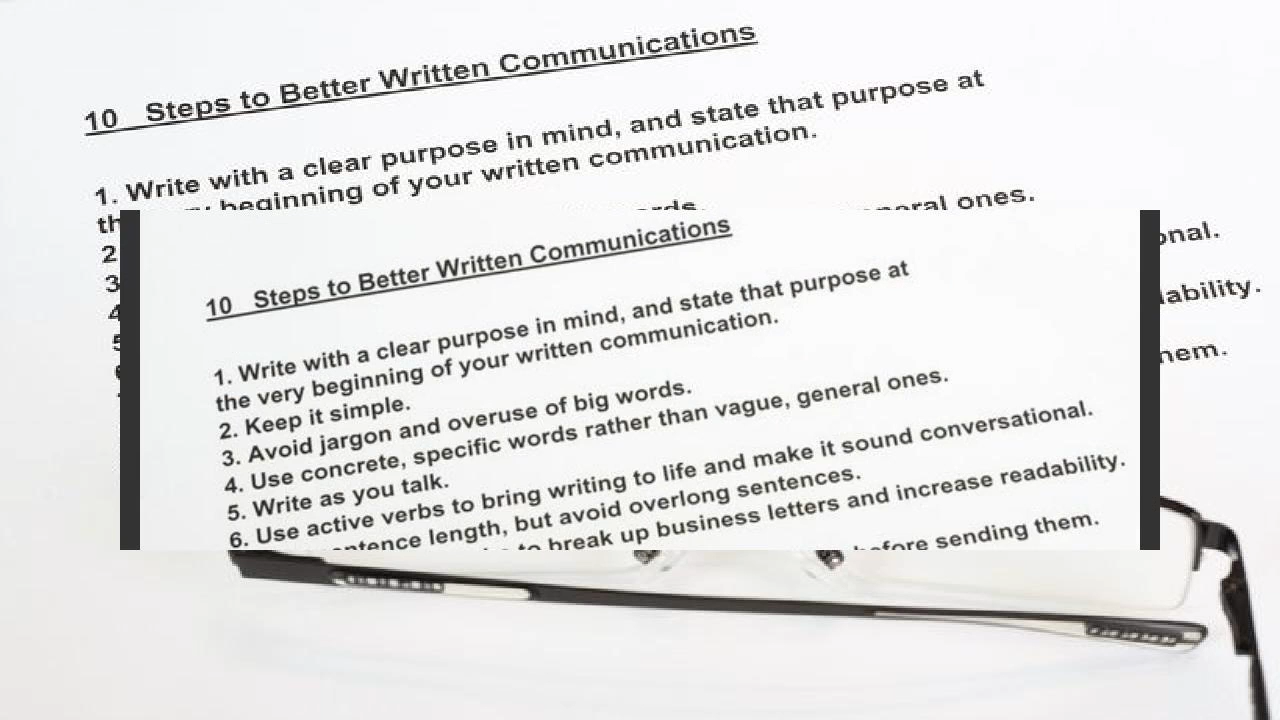 10 Steps to Better Written Communications
1. Write with a clear purpose in mind, and state that purpose at
beginning of your written communication.
ones.
2
3
4
10 Steps to Better Written Communications
1. Write with a clear purpose in mind, and state that purpose at
the very beginning of your written communication.
2. Keep it simple.
3. Avoid jargon and overuse of big words.
4. Use concrete, specific words rather than vague, general ones.
5. Write as you talk.
6. Use active verbs to bring writing to life and make it sound conversational.
sentence length, but avoid overlong sentences.
to break up business letters and increase readability.
before sending them.